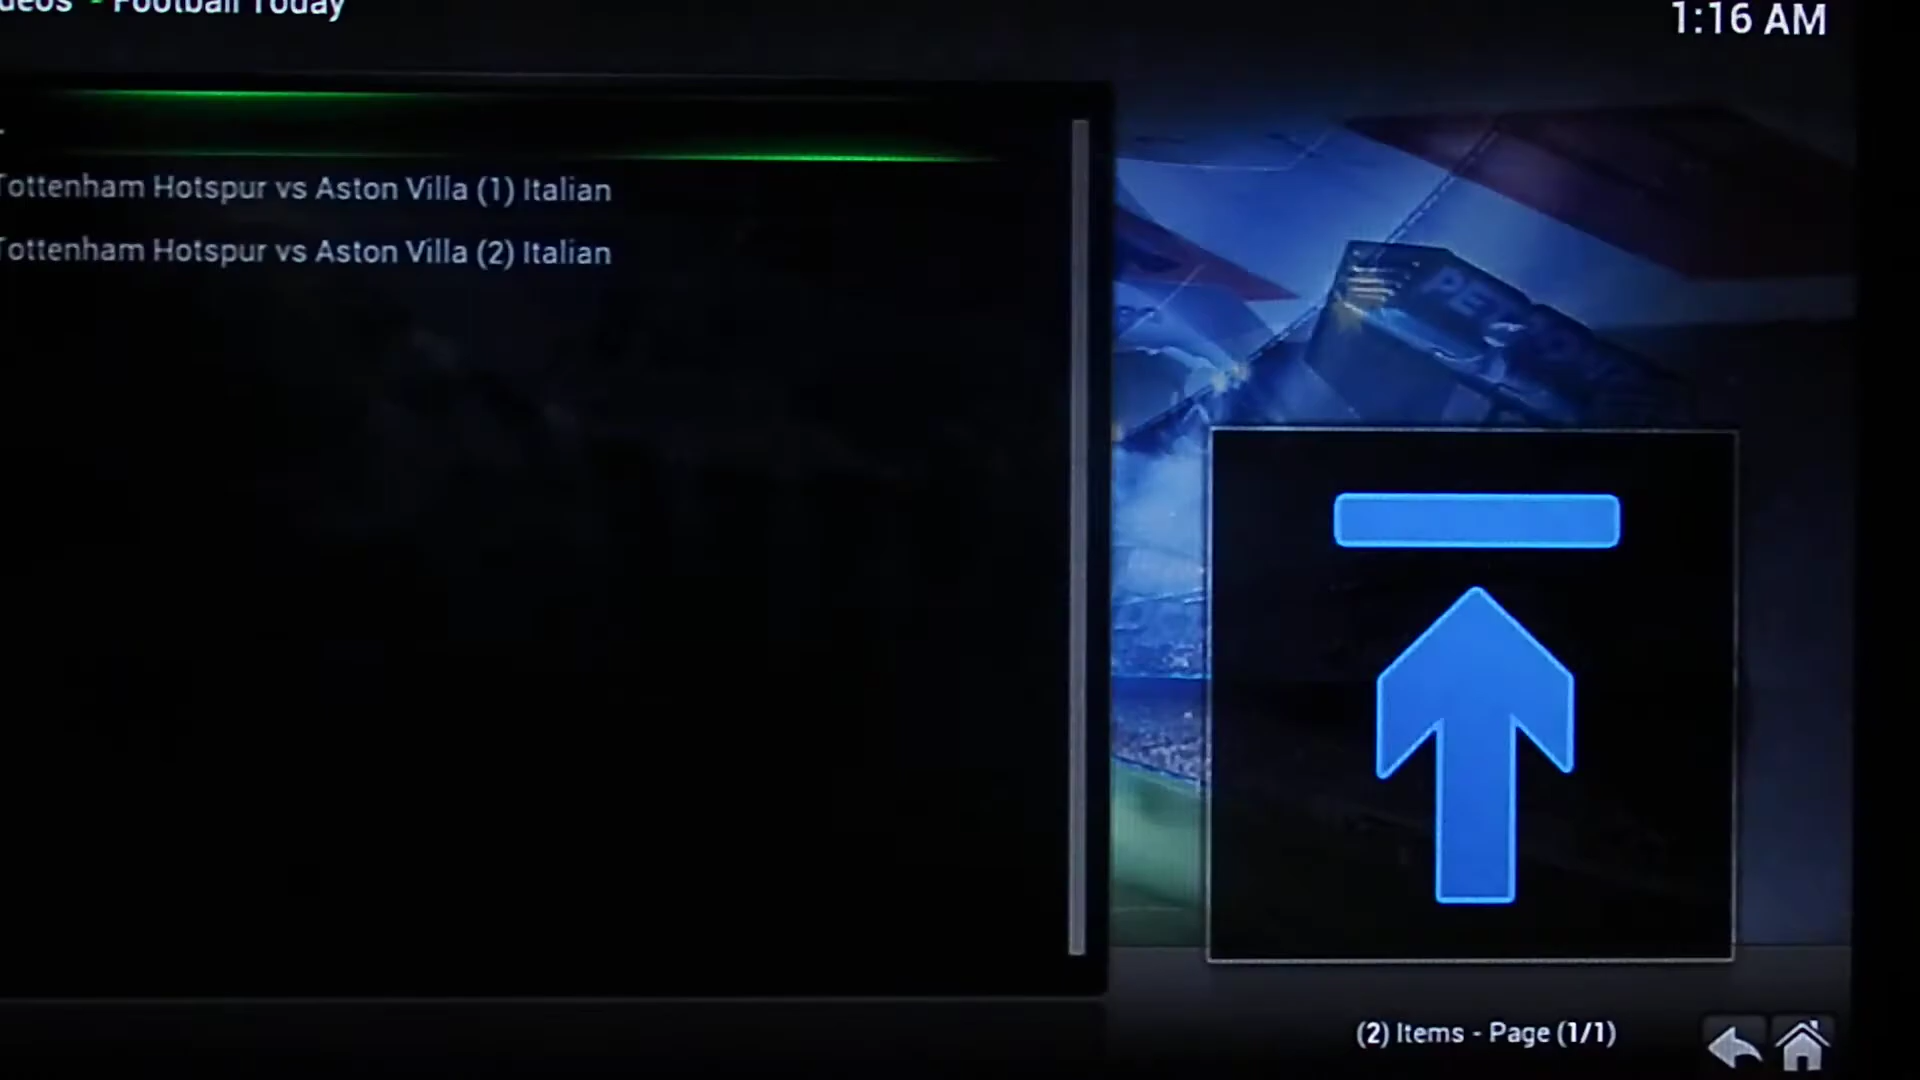 - Football Today
1:16 AM
Tottenham Hotspur vs Aston Villa (1) Italian
Tottenham Hotspur vs Aston Villa (2) Italian
(2) Items - Page (1/1)